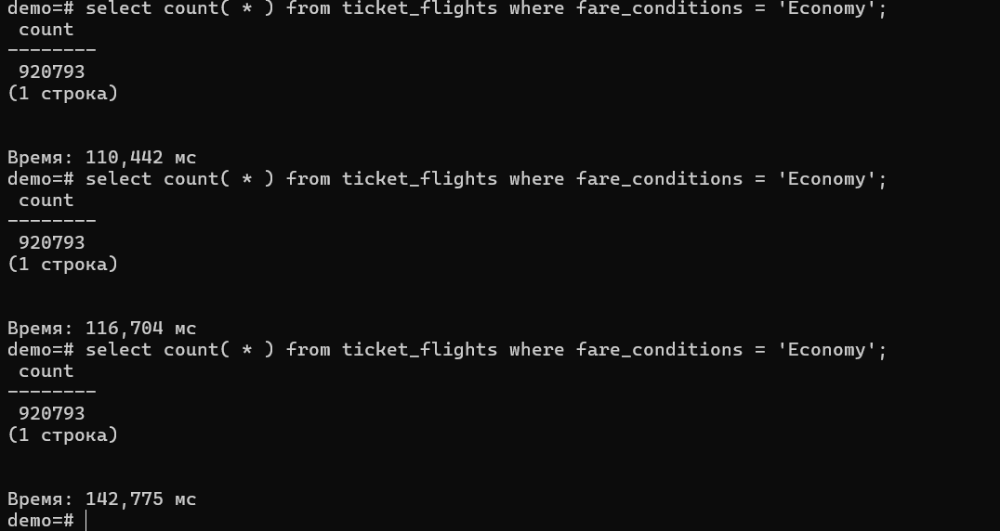 demo=# select count( * ) from ticket_flights where fare_conditions = 'Economy';
 count
--------
 920793
(1 строка)
Время: 110,442 мс
demo=# select count( * ) from ticket_flights where fare_conditions = 'Economy';
 count
--------
 920793
(1 строка)
Время: 116,704 мс
demo=# select count( * ) from ticket_flights where fare_conditions = 'Economy';
 count
--------
 920793
(1 строка)
Время: 142,775 мс
demo=#